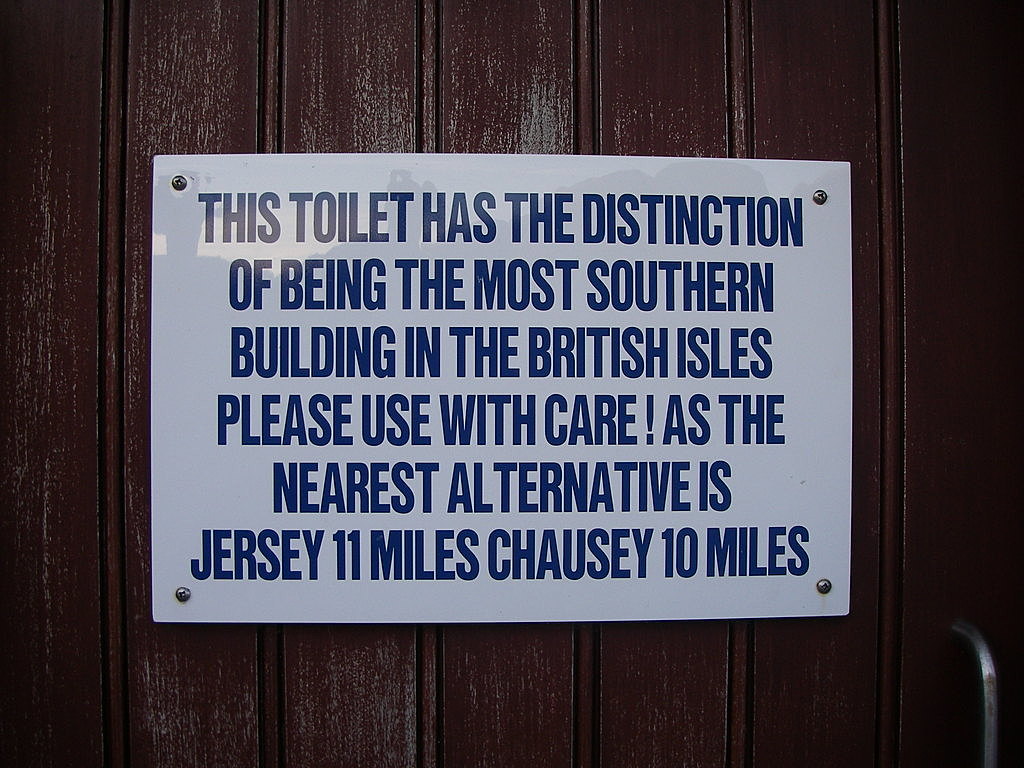 THIS TOILET HAS THE DISTINCTION
OF BEING THE MOST SOUTHERN
BUILDING IN THE BRITISH ISLES
PLEASE USE WITH CARE ! AS THE
NEAREST ALTERNATIVE IS
JERSEY 11 MILES CHAUSEY 10 MILES